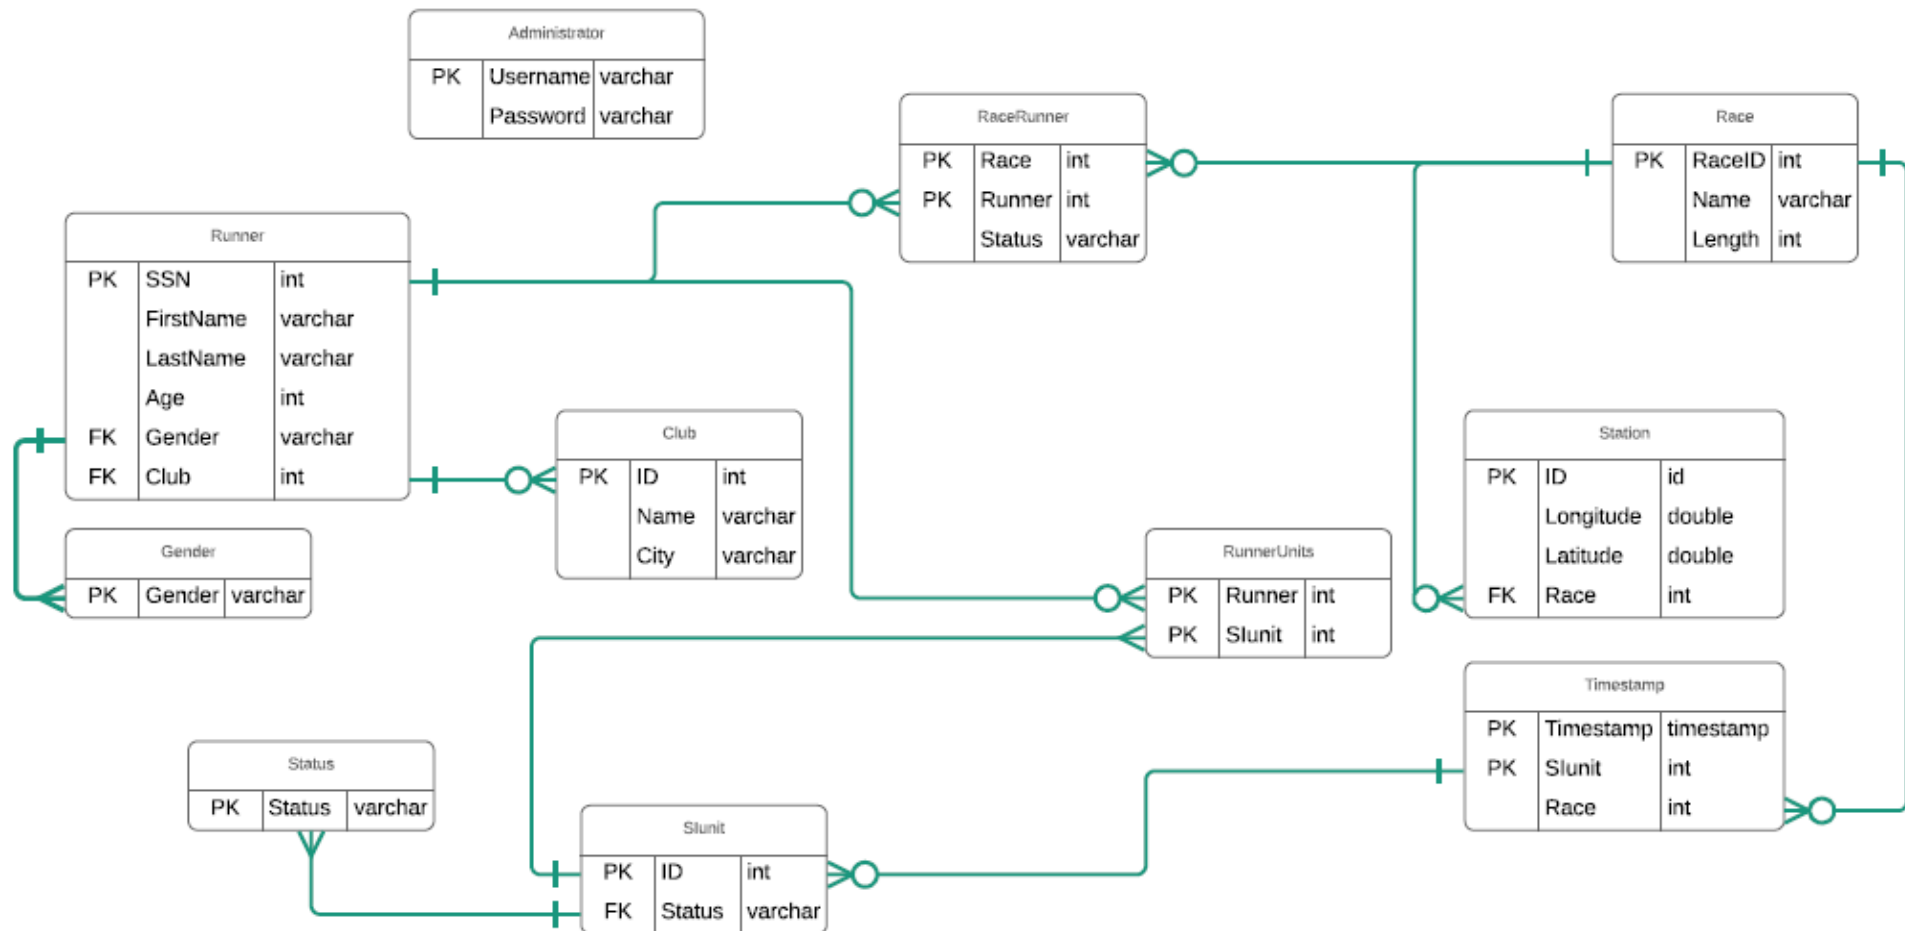 Administrator
PK Username varchar
Password varchar
RaceRunner
PK Race int
PK Runner int
Status varchar
Race
PK RaceID int
Name varchar
Length int
Runner
PK SSN int
FirstName varchar
LastName varchar
Age int
FK Gender varchar
FK Club int
Club
PK ID int
Name varchar
City varchar
Station
PK ID id
Longitude double
Latitude double
FK Race int
Gender
PK Gender varchar
RunnerUnits
PK Runner int
PK SIunit int
Timestamp
PK Timestamp timestamp
PK SIunit int
Race int
Status
PK Status varchar
SIunit
PK ID int
FK Status varchar